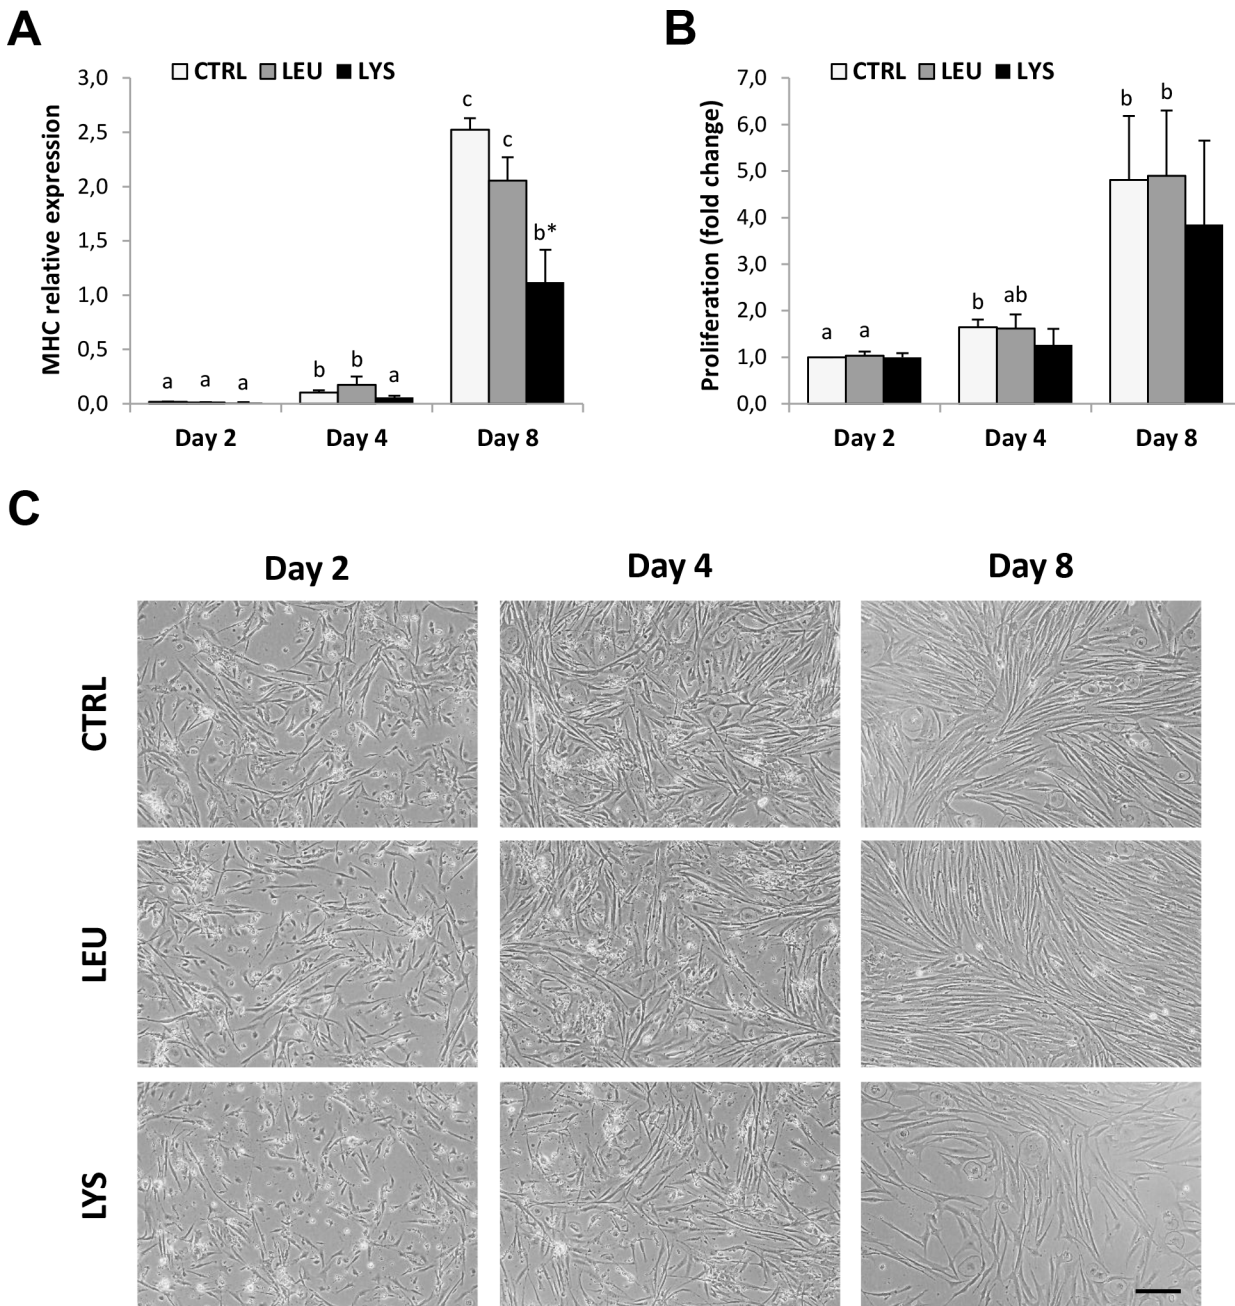 A
CTRL LEU LYS
MHC relative expression
3,0
2,5
2,0
1,5
1,0
0,5
0,0
c
c
b*
b
b
a
a
a
a
Day 2 Day 4 Day 8
B
CTRL LEU LYS
Proliferation (fold change)
7,0
6,0
5,0
4,0
3,0
2,0
1,0
0,0
b b
b ab
a a
Day 2 Day 4 Day 8
C
Day 2 Day 4 Day 8
CTRL
LEU
LYS